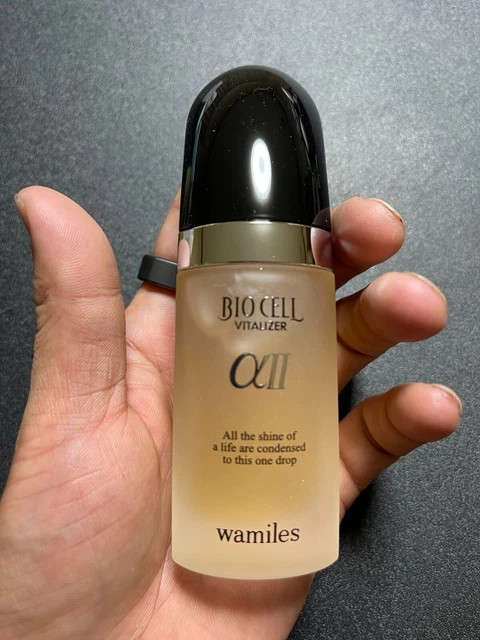 BIO CELL
VITALIZER
αII
All the shine of
a life are condensed
to this one drop
wamiles